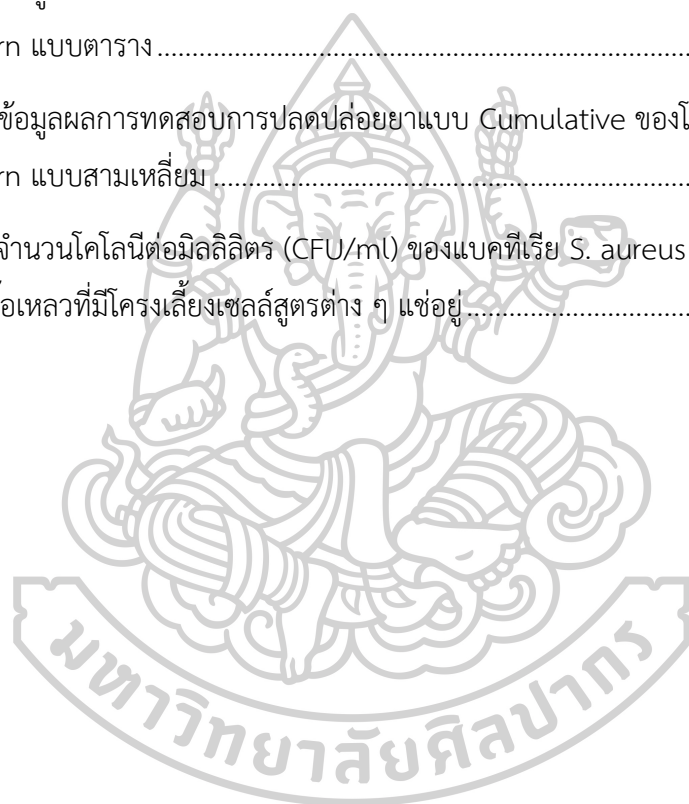 rn แบบตาราง
ข้อมูลผลการทดสอบการปลดปล่อยยาแบบ Cumulative ของ
rn แบบสามเหลี่ยม
จำนวนโคโลนีต่อมิลลิลิตร (CFU/ml) ของแบคทีเรีย S. aureus
ที่มีโครงเลี้ยงเซลล์สูตรต่าง ๆ แช่อยู่
มหาวิทยาลัยศิลปากร